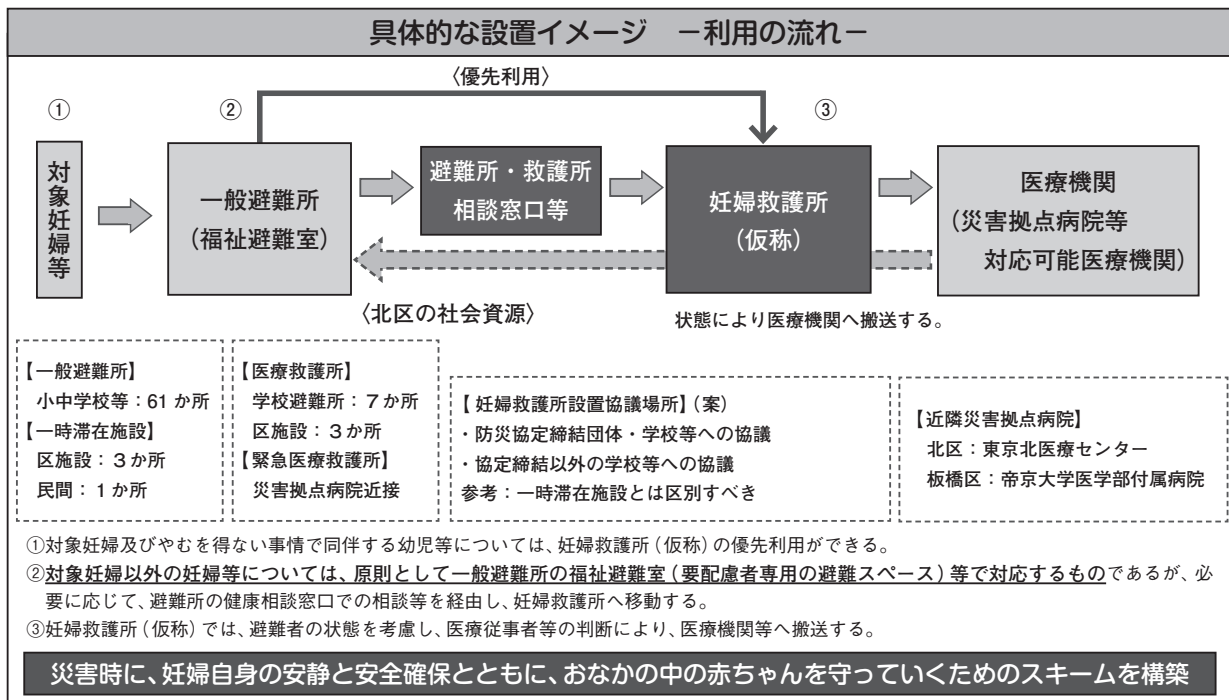 具体的な設置イメージ －利用の流れ－
〈優先利用〉
①
②
③
対象妊婦等
一般避難所
(福祉避難室)
避難所・救護所
相談窓口等
妊婦救護所
(仮称)
医療機関
(災害拠点病院等
対応可能医療機関)
〈北区の社会資源〉
状態により医療機関へ搬送する。
【一般避難所】
小中学校等：61か所
【一時滞在施設】
区施設：３か所
民間：１か所
【医療救護所】
学校避難所：７か所
区施設：３か所
【緊急医療救護所】
災害拠点病院近接
【妊婦救護所設置協議場所】(案)
・防災協定締結団体・学校等への協議
・協定締結以外の学校等への協議
参考：一時滞在施設とは区別すべき
【近隣災害拠点病院】
北区：東京北医療センター
板橋区：帝京大学医学部付属病院
①対象妊婦及びやむを得ない事情で同伴する幼児等については、妊婦救護所(仮称)の優先利用ができる。
②対象妊婦以外の妊婦等については、原則として一般避難所の福祉避難室(要配慮者専用の避難スペース)等で対応するものであるが、必
要に応じて、避難所の健康相談窓口での相談等を経由し、妊婦救護所へ移動する。
③妊婦救護所(仮称)では、避難者の状態を考慮し、医療従事者等の判断により、医療機関等へ搬送する。
災害時に、妊婦自身の安静と安全確保とともに、おなかの中の赤ちゃんを守っていくためのスキームを構築